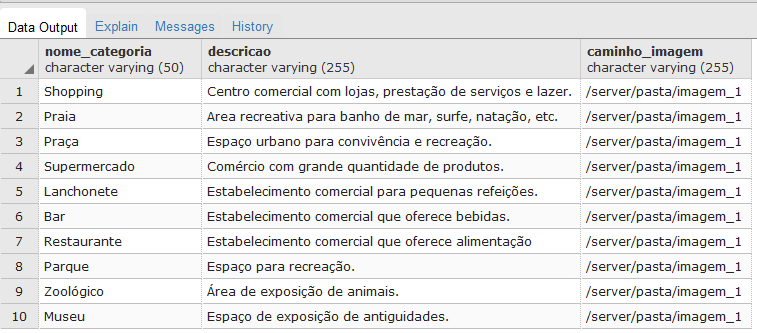 Data Output Explain Messages History
nome_categoria descricao caminho_imagem
character varying (50) character varying (255) character varying (255)
1 Shopping Centro comercial com lojas, prestação de serviços e lazer. /server/pasta/imagem_1
2 Praia Area recreativa para banho de mar, surfe, natação, etc. /server/pasta/imagem_1
3 Praça Espaço urbano para convivência e recreação. /server/pasta/imagem_1
4 Supermercado Comércio com grande quantidade de produtos. /server/pasta/imagem_1
5 Lanchonete Estabelecimento comercial para pequenas refeições. /server/pasta/imagem_1
6 Bar Estabelecimento comercial que oferece bebidas. /server/pasta/imagem_1
7 Restaurante Estabelecimento comercial que oferece alimentação /server/pasta/imagem_1
8 Parque Espaço para recreação. /server/pasta/imagem_1
9 Zoológico Área de exposição de animais. /server/pasta/imagem_1
10 Museu Espaço de exposição de antiguidades. /server/pasta/imagem_1